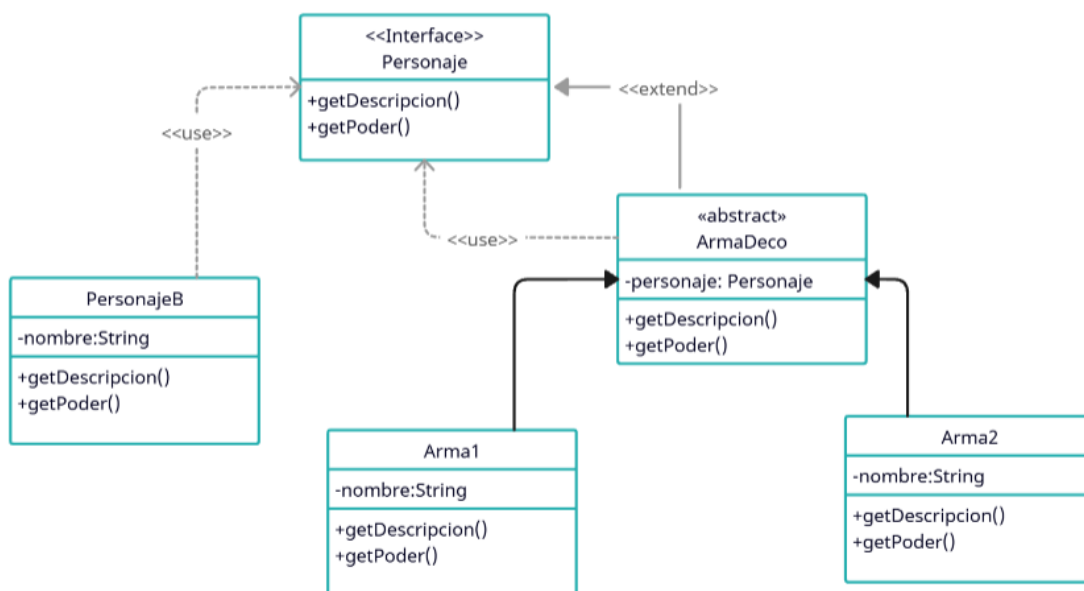 <<Interface>>
Personaje
+getDescripcion()
+getPoder()
<<extend>>
<<use>>
<<use>>
«abstract»
ArmaDeco
-personaje: Personaje
+getDescripcion()
+getPoder()
PersonajeB
-nombre:String
+getDescripcion()
+getPoder()
Arma1
-nombre:String
+getDescripcion()
+getPoder()
Arma2
-nombre:String
+getDescripcion()
+getPoder()